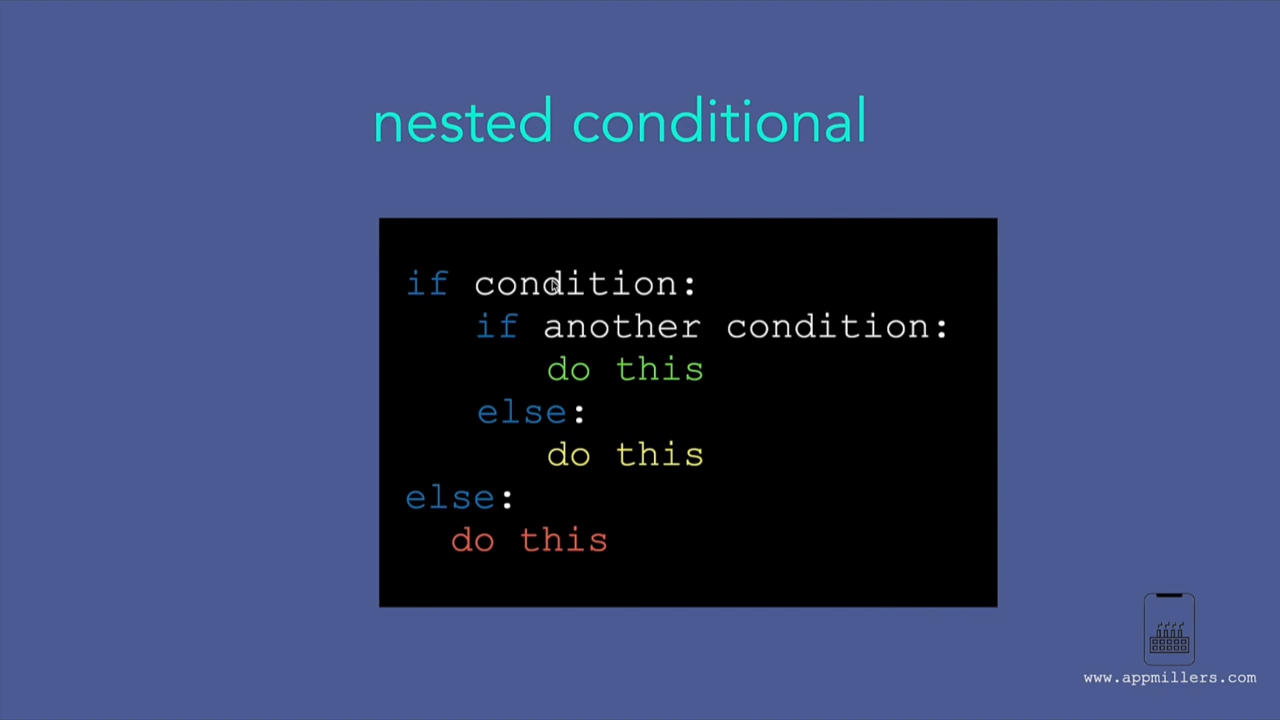 nested conditional
if condition:
if another condition:
do this
else:
do this
else:
do this
www.appmillers.com